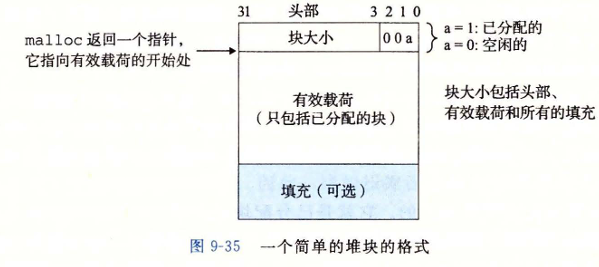 31 头部 3 2 1 0
块大小 0 0 a
a = 1: 已分配的
a = 0: 空闲的
malloc 返回一个指针，
它指向有效载荷的开始处
有效载荷
（只包括已分配的块）
块大小包括头部、
有效载荷和所有的填充
填充（可选）
图 9-35 一个简单的堆块的格式